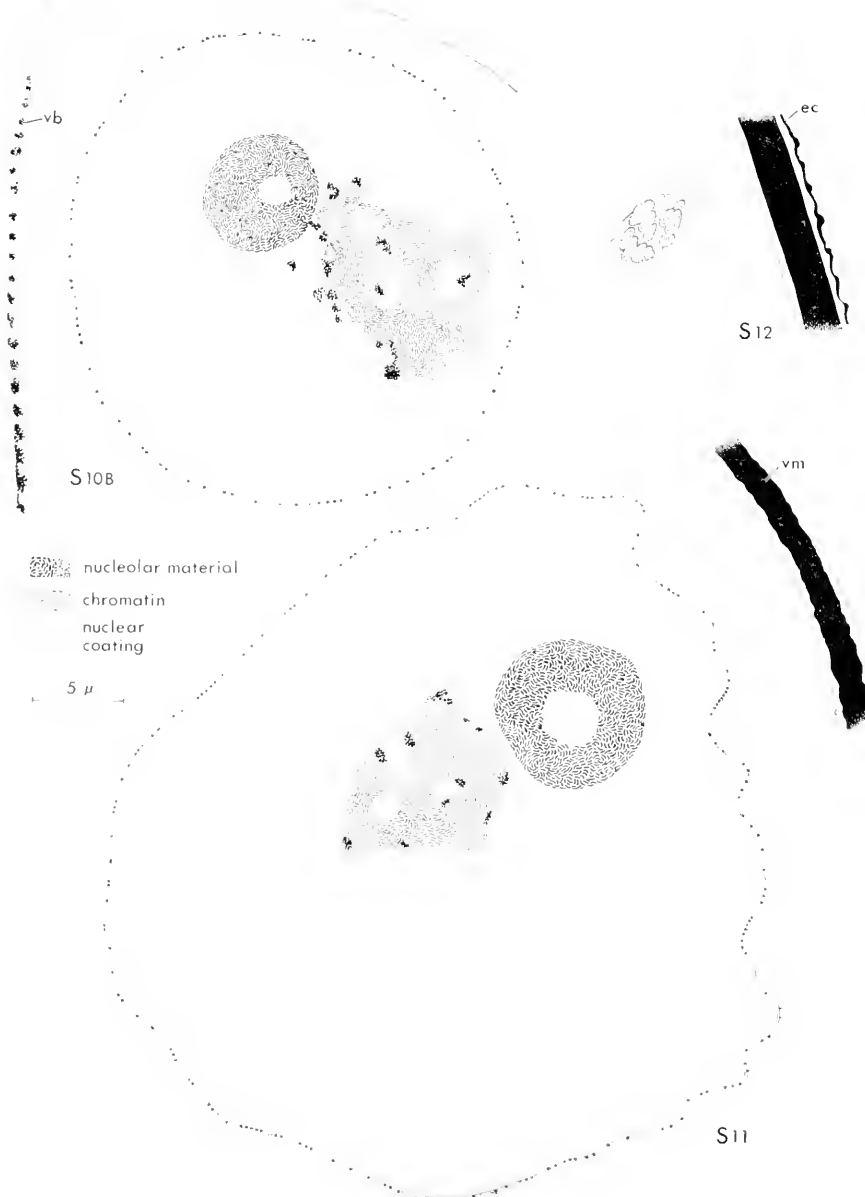 vb
ec
S12
vm
S10B
nucleolar material
chromatin
nuclear
coating
5 μ
S11